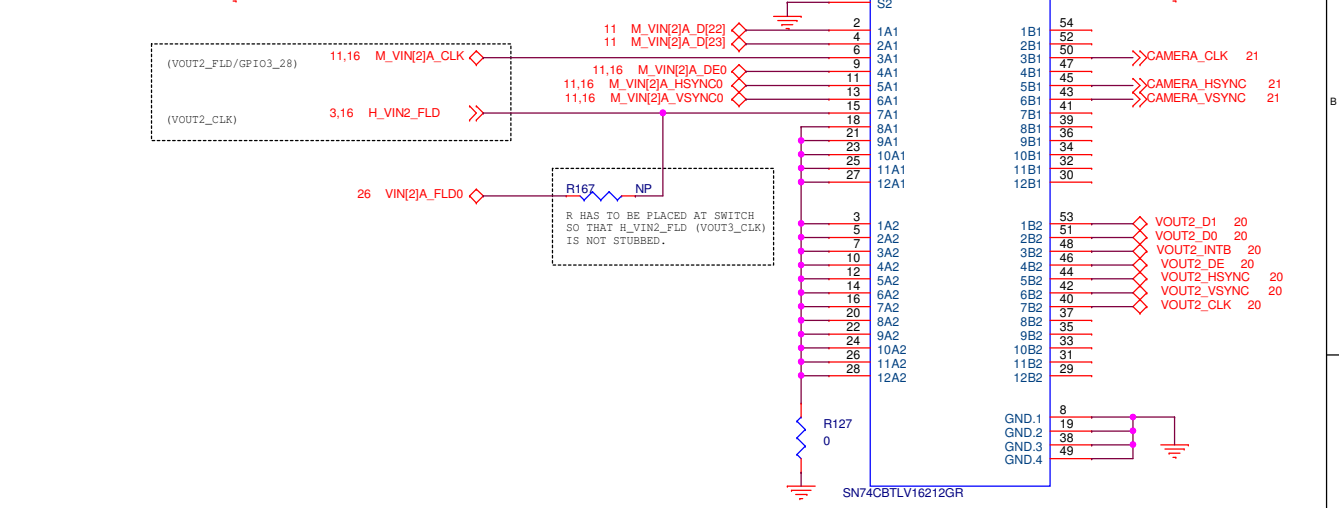 S2
11 M_VIN[2]A_D[22] 2 1A1 1B1 54
11 M_VIN[2]A_D[23] 4 2A1 2B1 52
11,16 M_VIN[2]A_CLK 6 3A1 3B1 50 CAMERA_CLK 21
(VOUT2_FLD/GPIO3_28)
11,16 M_VIN[2]A_DE0 9 4A1 4B1 47
11,16 M_VIN[2]A_HSYNC0 11 5A1 5B1 45 CAMERA_HSYNC 21
11,16 M_VIN[2]A_VSYNC0 13 6A1 6B1 43 CAMERA_VSYNC 21
B
3,16 H_VIN2_FLD 15 7A1 7B1 41
(VOUT2_CLK)
18 8A1 8B1 39
21 9A1 9B1 36
23 10A1 10B1 34
25 11A1 11B1 32
27 12A1 12B1 30
26 VIN[2]A_FLD0 R167 NP
R HAS TO BE PLACED AT SWITCH
SO THAT H_VIN2_FLD (VOUT3_CLK)
IS NOT STUBBED.
3 1A2 1B2 53 VOUT2_D1 20
5 2A2 2B2 51 VOUT2_D0 20
7 3A2 3B2 48 VOUT2_INTB 20
10 4A2 4B2 46 VOUT2_DE 20
12 5A2 5B2 44 VOUT2_HSYNC 20
14 6A2 6B2 42 VOUT2_VSYNC 20
16 7A2 7B2 40 VOUT2_CLK 20
20 8A2 8B2 37
22 9A2 9B2 35
24 10A2 10B2 33
26 11A2 11B2 31
28 12A2 12B2 29
GND.1 8
GND.2 19
GND.3 38
GND.4 49
R127
0
SN74CBTLV16212GR